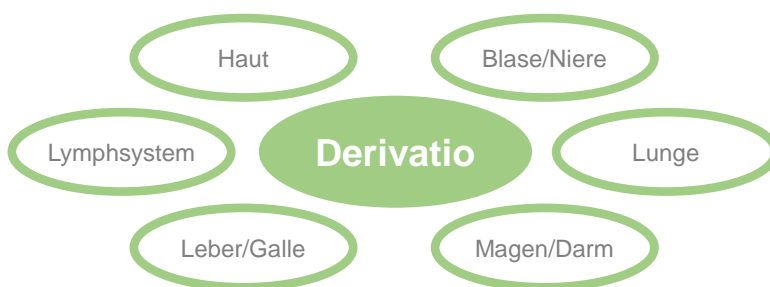 Haut
Blase/Niere
Lymphsystem
Derivatio
Lunge
Leber/Galle
Magen/Darm